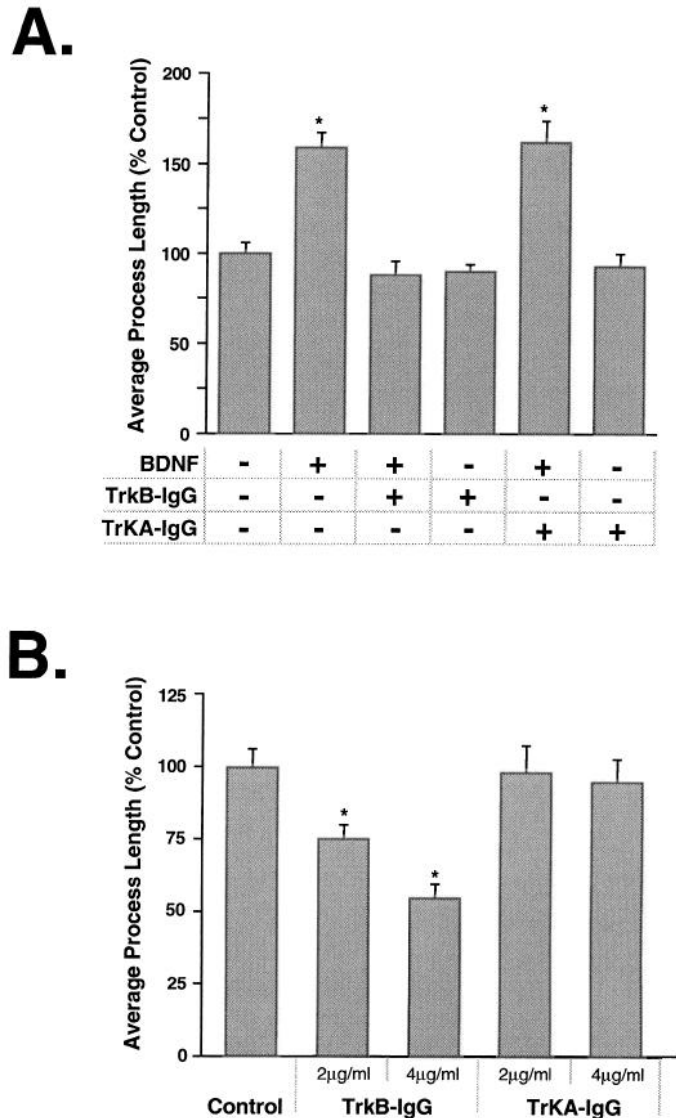 A.
Average Process Length (% Control)
200
150
100
50
0
*
*
BDNF - + + - + -
TrkB-IgG - - + + - -
TrKA-IgG - - - - + +
B.
Average Process Length (% Control)
125
100
75
50
25
0
*
*
2µg/ml 4µg/ml 2µg/ml 4µg/ml
Control TrkB-IgG TrKA-IgG